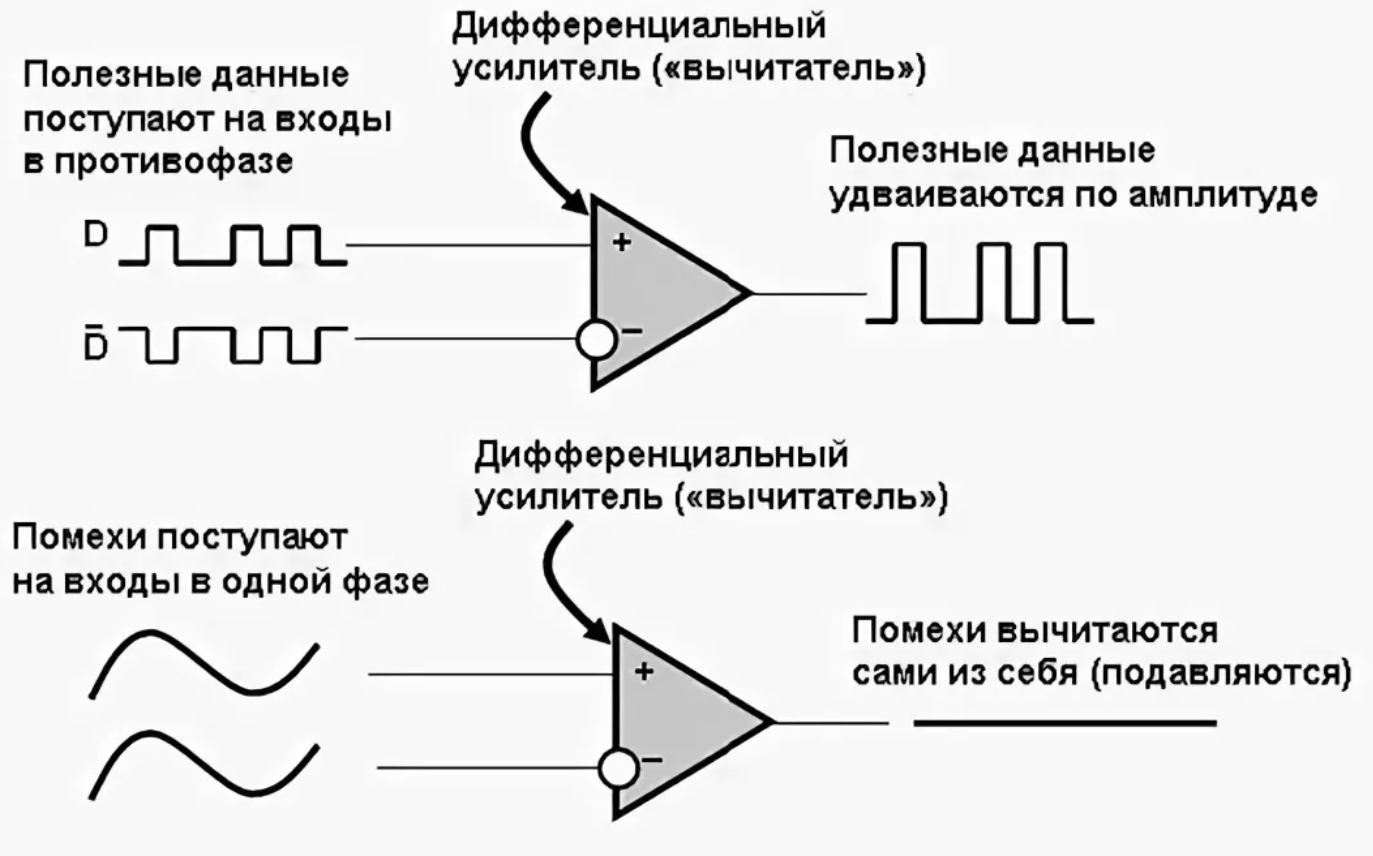 Дифференциальный
усилитель («вычитатель»)
Полезные данные
поступают на входы
в противофазе
Полезные данные
удваиваются по амплитуде
D
+
D̅
−
Дифференциальный
усилитель («вычитатель»)
Помехи поступают
на входы в одной фазе
Помехи вычитаются
сами из себя (подавляются)
+
−